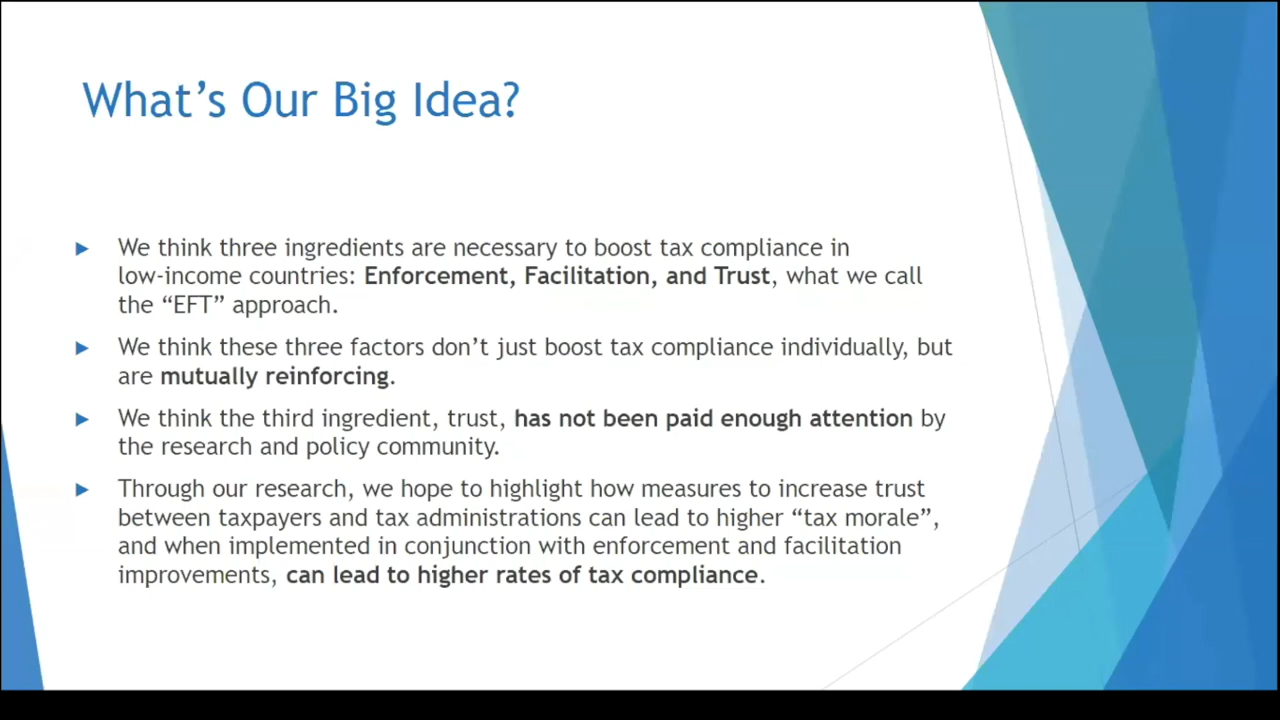 What’s Our Big Idea?
We think three ingredients are necessary to boost tax compliance in
low-income countries: Enforcement, Facilitation, and Trust, what we call
the “EFT” approach.
We think these three factors don’t just boost tax compliance individually, but
are mutually reinforcing.
We think the third ingredient, trust, has not been paid enough attention by
the research and policy community.
Through our research, we hope to highlight how measures to increase trust
between taxpayers and tax administrations can lead to higher “tax morale”,
and when implemented in conjunction with enforcement and facilitation
improvements, can lead to higher rates of tax compliance.